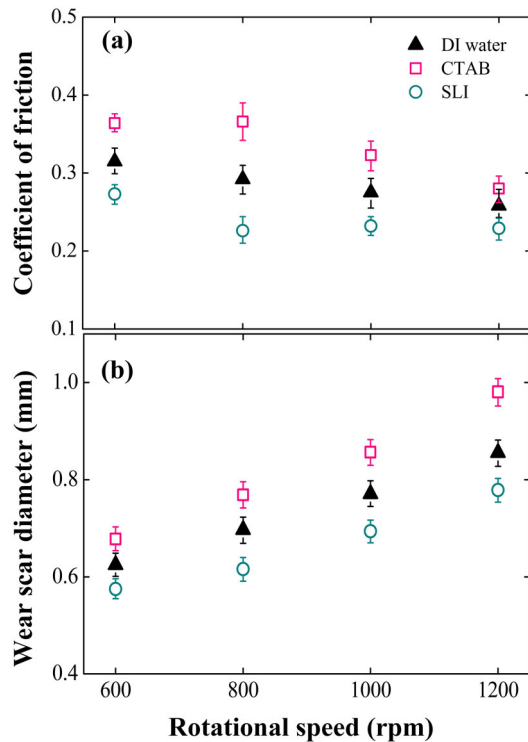 0.5
(a)
DI water
CTAB
SLI
0.4
0.3
0.2
0.1
Coefficient of friction
(b)
1.0
0.8
0.6
0.4
Wear scar diameter (mm)
600 800 1000 1200
Rotational speed (rpm)